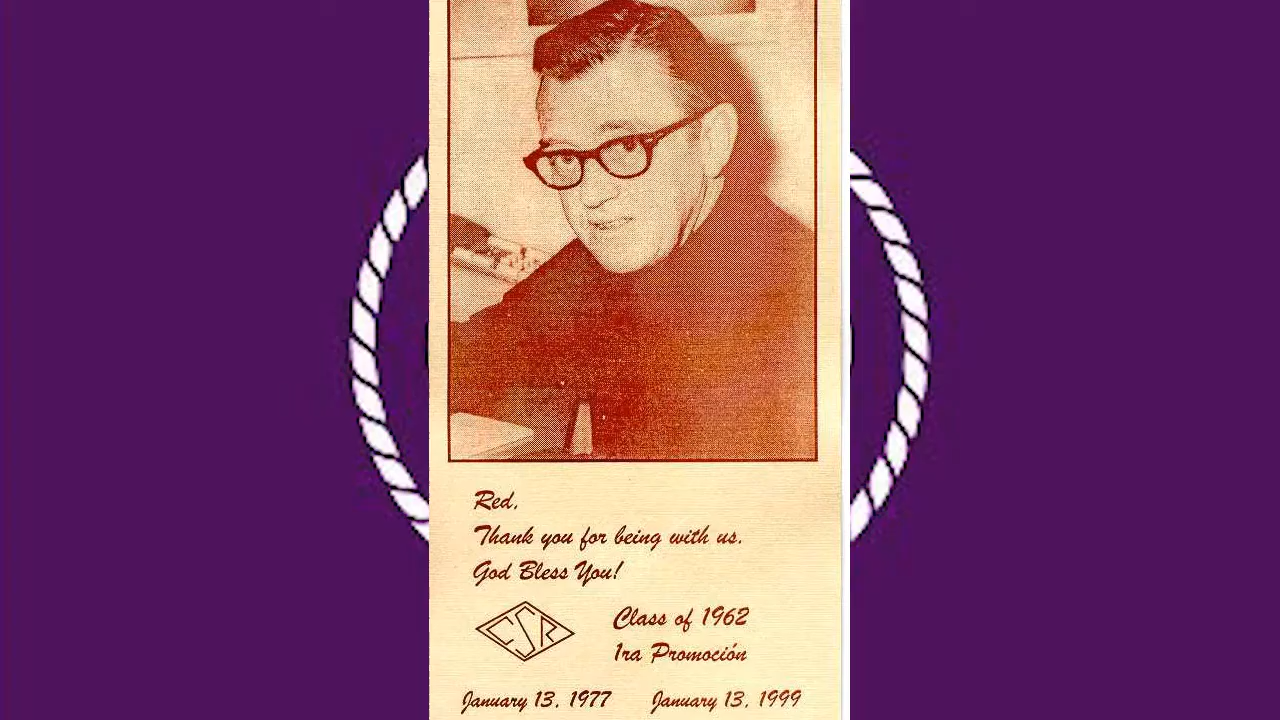 Red,
Thank you for being with us.
God Bless You!
CSR
Class of 1962
1ra Promoción
January 13, 1977 January 13, 1999